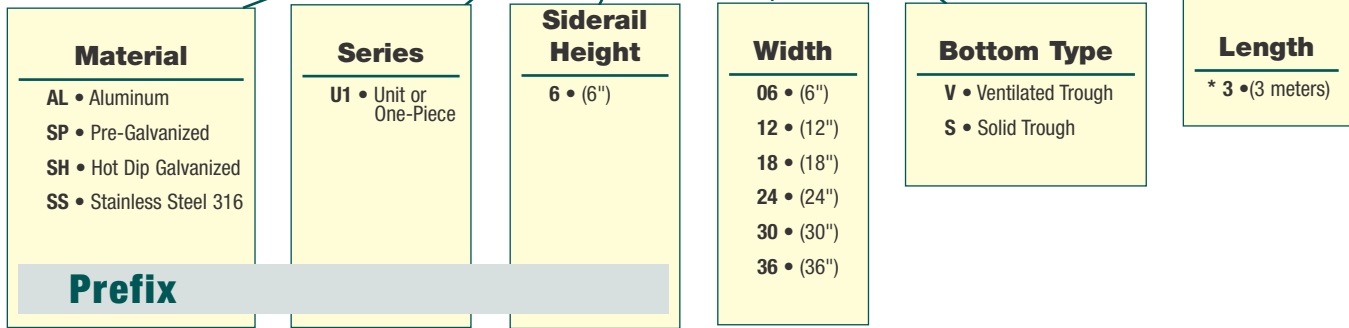 Material
AL • Aluminum
SP • Pre-Galvanized
SH • Hot Dip Galvanized
SS • Stainless Steel 316
Series
U1 • Unit or
One-Piece
Siderail
Height
6 • (6")
Width
06 • (6")
12 • (12")
18 • (18")
24 • (24")
30 • (30")
36 • (36")
Bottom Type
V • Ventilated Trough
S • Solid Trough
Length
* 3 •(3 meters)
Prefix